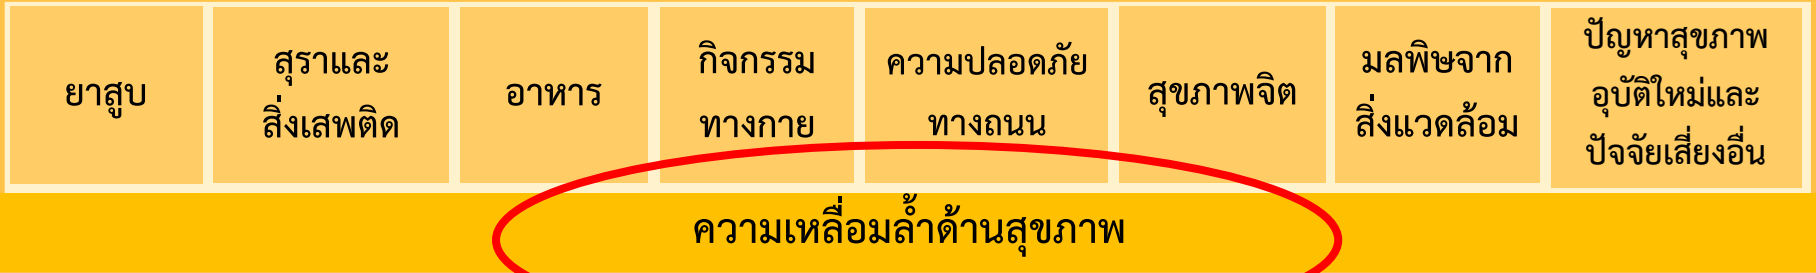 ยาสูบ
สุราและ
สิ่งเสพติด
อาหาร
กิจกรรม
ทางกาย
ความปลอดภัย
ทางถนน
สุขภาพจิต
มลพิษจาก
สิ่งแวดล้อม
ปัญหาสุขภาพ
อุบัติใหม่และ
ปัจจัยเสี่ยงอื่น
ความเหลื่อมล้ำด้านสุขภาพ